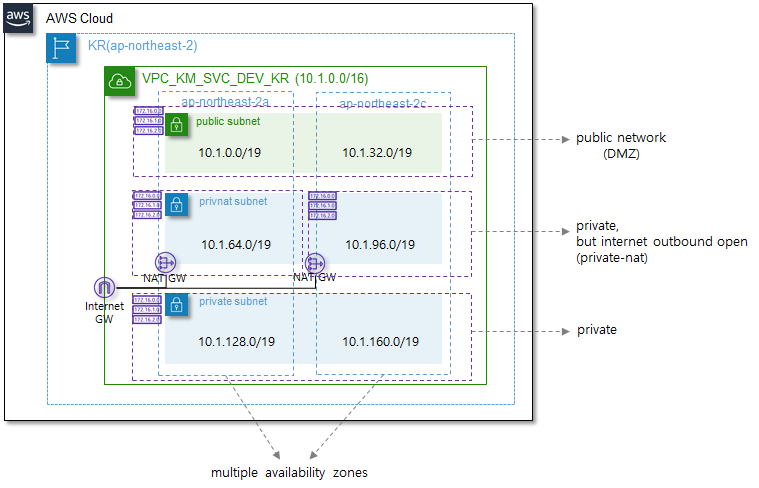 aws
AWS Cloud
KR(ap-northeast-2)
VPC_KM_SVC_DEV_KR (10.1.0.0/16)
ap-northeast-2a
ap-northeast-2c
172.16.0.0
172.16.1.0
172.16.2.0
public subnet
10.1.0.0/19
10.1.32.0/19
public network
(DMZ)
172.16.0.0
172.16.1.0
172.16.2.0
privnat subnet
172.16.0.0
172.16.1.0
172.16.2.0
10.1.64.0/19
10.1.96.0/19
private,
but internet outbound open
(private-nat)
NAT GW
NAT GW
Internet
GW
172.16.0.0
172.16.1.0
172.16.2.0
private subnet
10.1.128.0/19
10.1.160.0/19
private
multiple availability zones